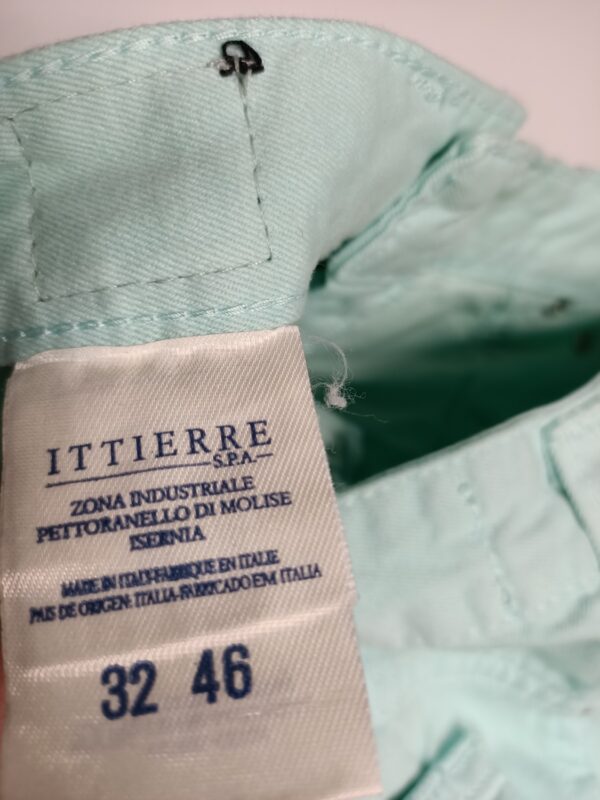 ITTIERRE
S.P.A
ZONA INDUSTRIALE
PETTORANELLO DI MOLISE
ISERNIA
MADE IN ITALY-FABRIQUE EN ITALIE
PAIS DE ORIGEN: ITALIA-FABRICADO EM ITALIA
32 46